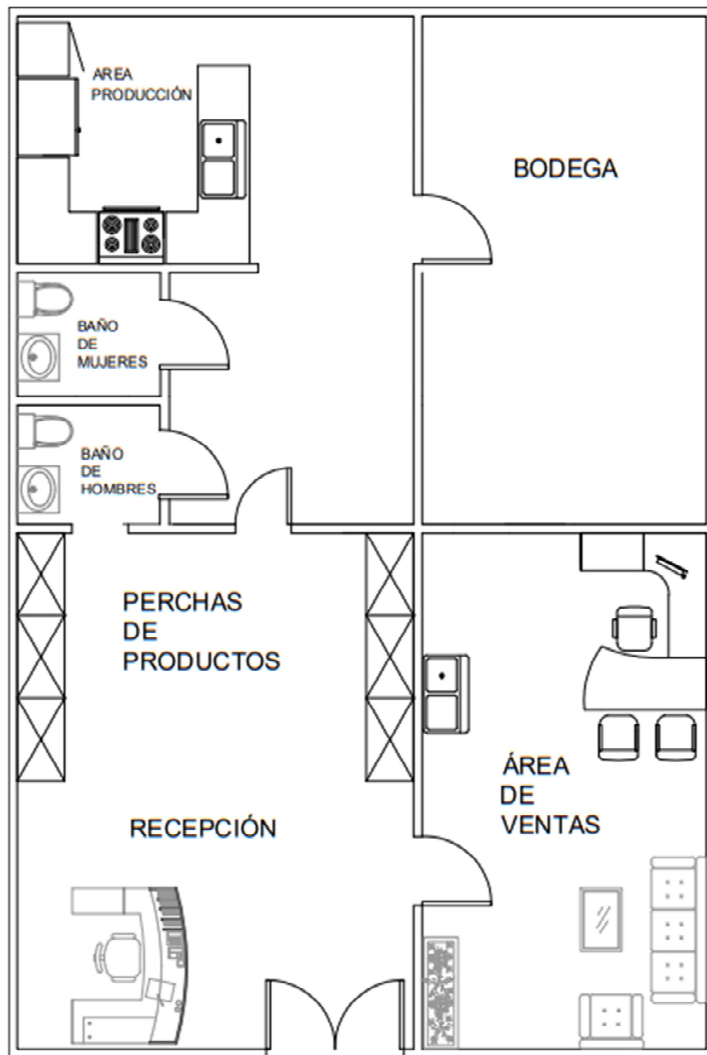 AREA
PRODUCCIÓN
BODEGA
BAÑO
DE
MUJERES
BAÑO
DE
HOMBRES
PERCHAS
DE
PRODUCTOS
ÁREA
DE
VENTAS
RECEPCIÓN